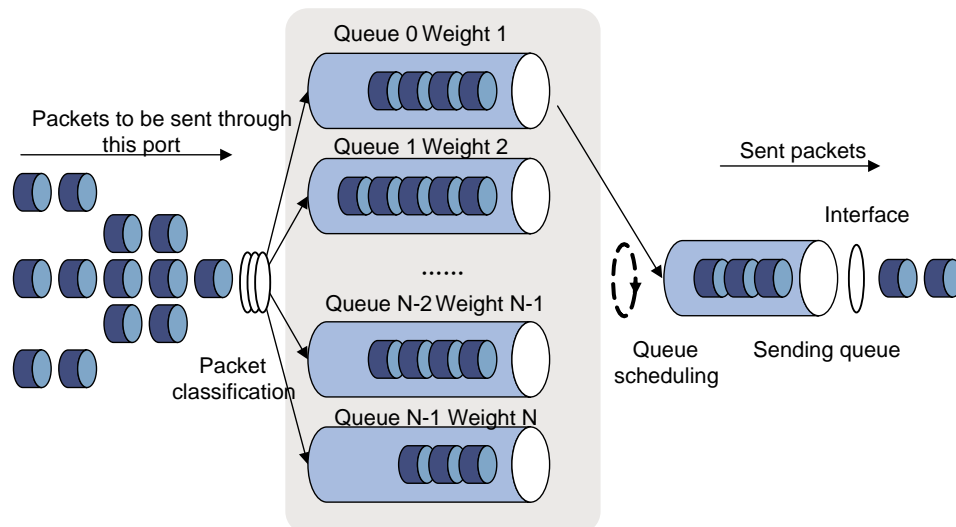 Queue 0 Weight 1
Packets to be sent through
this port
Queue 1 Weight 2
Sent packets
Interface
......
Queue N-2 Weight N-1
Packet
classification
Queue
scheduling
Sending queue
Queue N-1 Weight N